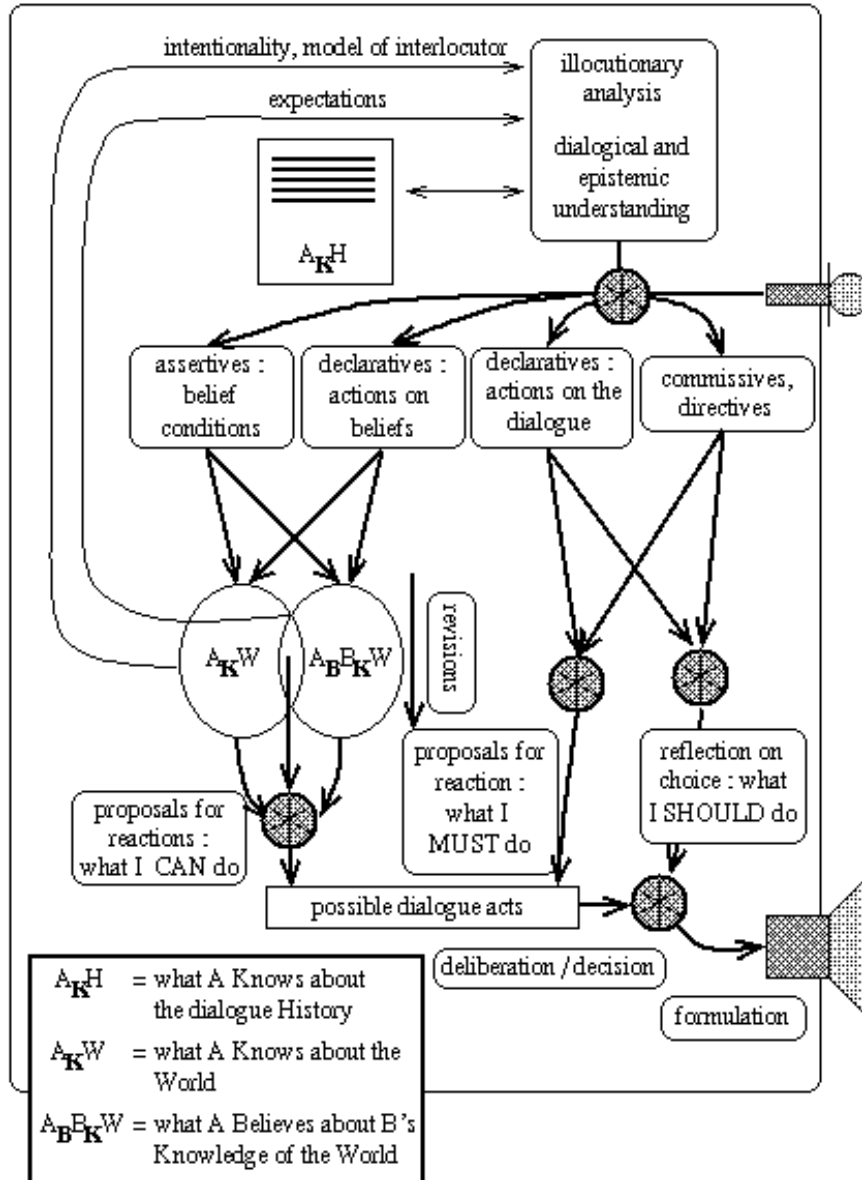 intentionality, model of interlocutor
expectations
illocutionary
analysis
dialogical and
epistemic
understanding
AKH
assertives :
belief
conditions
declaratives :
actions on
beliefs
declaratives :
actions on the
dialogue
commissives,
directives
AKW
ABBKW
revisions
proposals for
reactions :
what I CAN do
proposals for
reaction :
what I
MUST do
reflection on
choice : what
I SHOULD do
possible dialogue acts
deliberation / decision
formulation
AKH = what A Knows about
the dialogue History
AKW = what A Knows about the
World
ABBKW = what A Believes about B's
Knowledge of the World